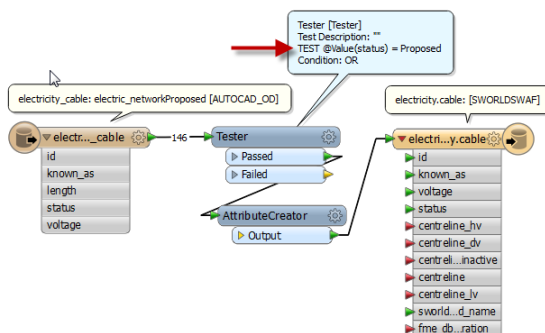 Tester [Tester]
Test Description: ""
TEST @Value(status) = Proposed
Condition: OR
electricity_cable: electric_networkProposed [AUTOCAD_OD]
electricity.cable: [SWORLDSWAF]
electr..._cable
146
Tester
electri...y.cable
id
known_as
length
status
voltage
Passed
Failed
AttributeCreator
Output
id
known_as
voltage
status
centreline_hv
centreline_dv
centreli...inactive
centreline
centreline_lv
sworld...d_name
fme_db...ration